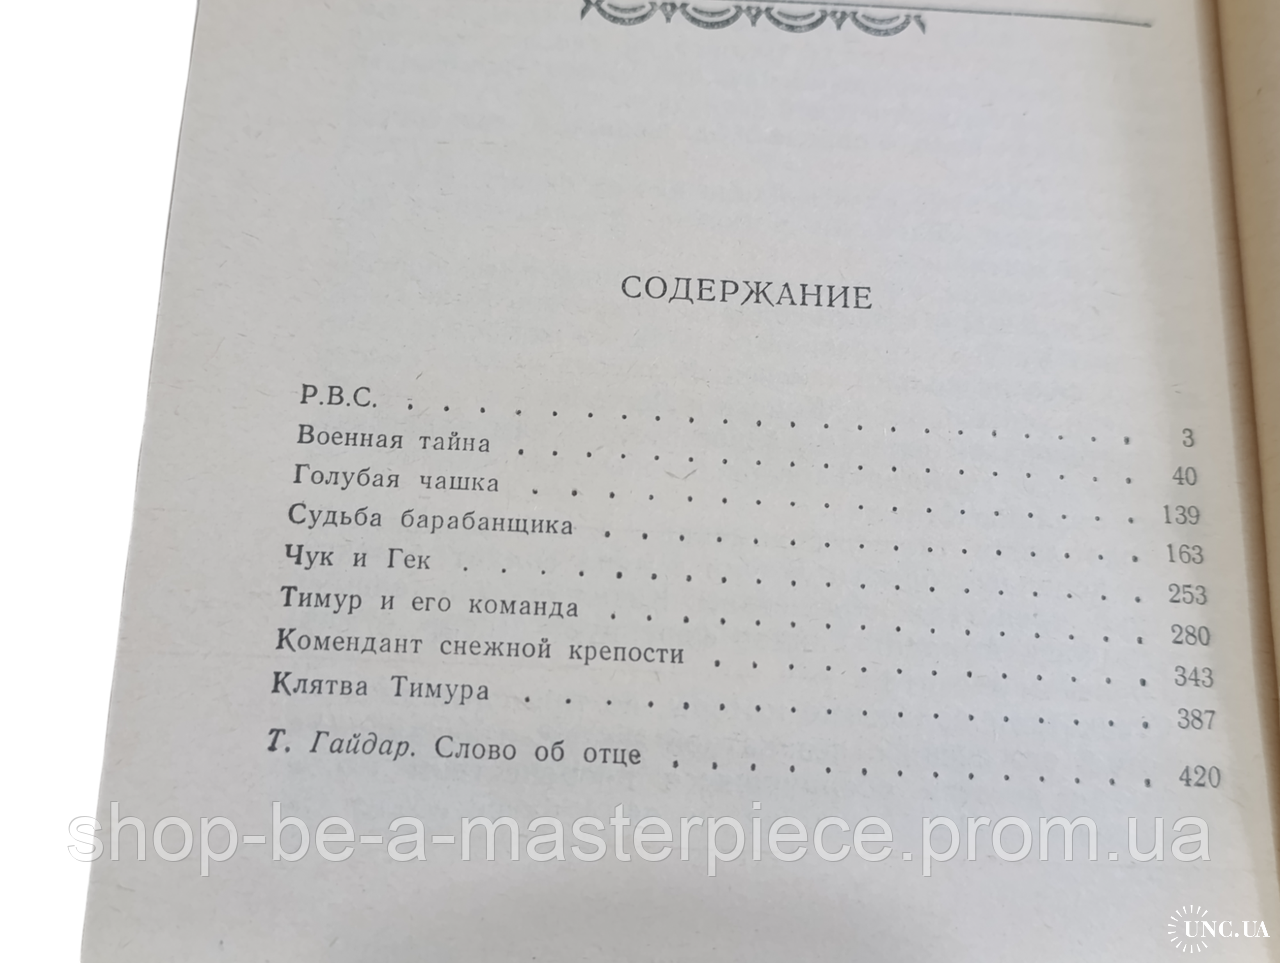 СОДЕРЖАНИЕ
Р.В.С. . . . . . . . . . . . . . . . . . . . . 3
Военная тайна . . . . . . . . . . . . . . . . . 40
Голубая чашка . . . . . . . . . . . . . . . . . 139
Судьба барабанщика . . . . . . . . . . . . . . . 163
Чук и Гек . . . . . . . . . . . . . . . . . . . 253
Тимур и его команда . . . . . . . . . . . . . . . 280
Комендант снежной крепости . . . . . . . . . . . . 343
Клятва Тимура . . . . . . . . . . . . . . . . . 387
Т. Гайдар. Слово об отце . . . . . . . . . . . . . 420
shop-be-a-masterpiece.prom.ua
UNC.UA